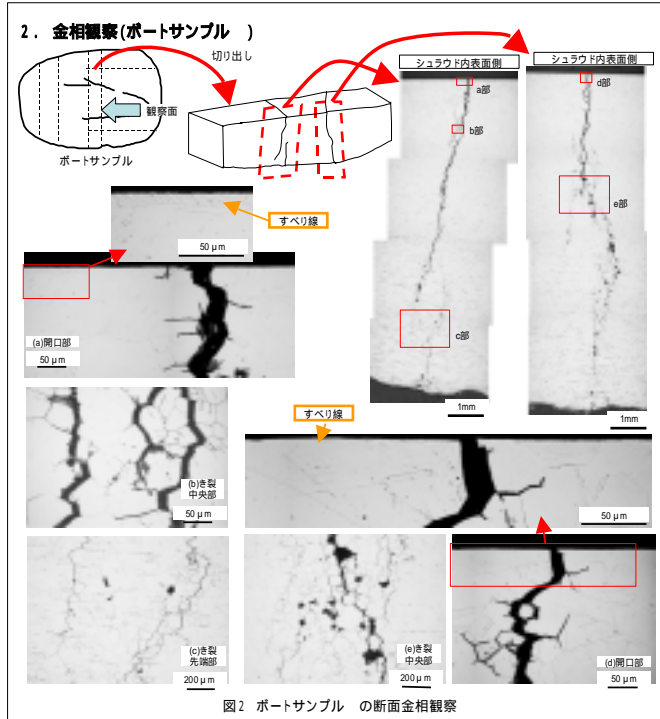 2. 金相観察(ボートサンプル )
切り出し
観察面
ボートサンプル
シュラウド内表面側
a部
b部
c部
1mm
シュラウド内表面側
d部
e部
1mm
すべり線
50 μm
(a)開口部
50 μm
(b)き裂
中央部
50 μm
すべり線
50 μm
(c)き裂
先端部
200 μm
(e)き裂
中央部
200 μm
(d)開口部
50 μm
図2 ボートサンプル の断面金相観察